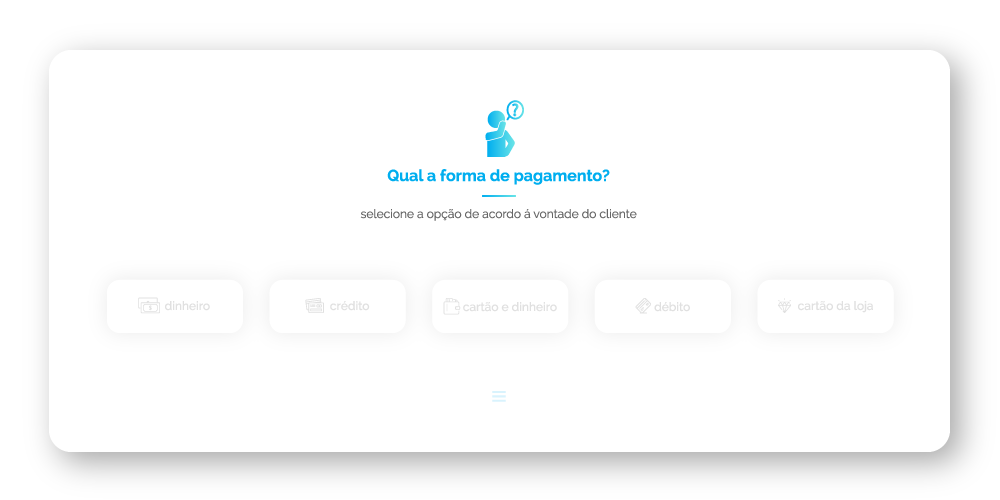 ?
Qual a forma de pagamento?
selecione a opção de acordo á vontade do cliente
dinheiro
crédito
cartão e dinheiro
débito
cartão da loja